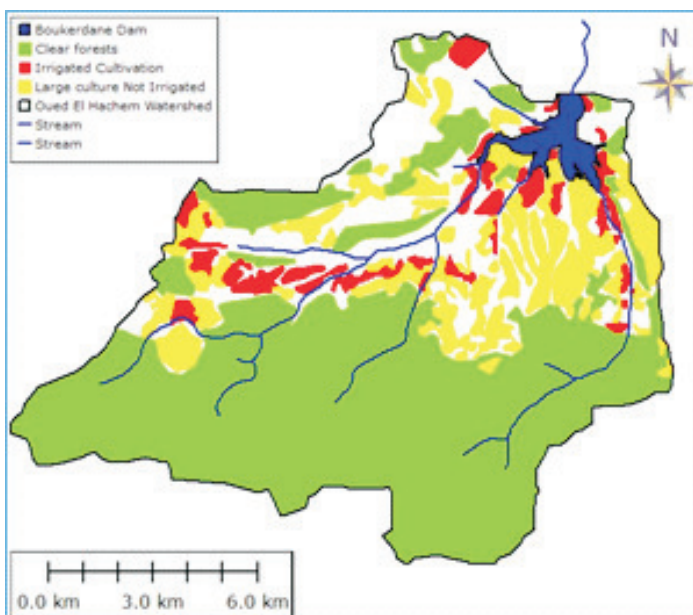 Boukerdane Dam
Clear forests
Irrigated Cultivation
Large culture Not Irrigated
Oued El Hachem Watershed
Stream
Stream
N
0.0 km 3.0 km 6.0 km